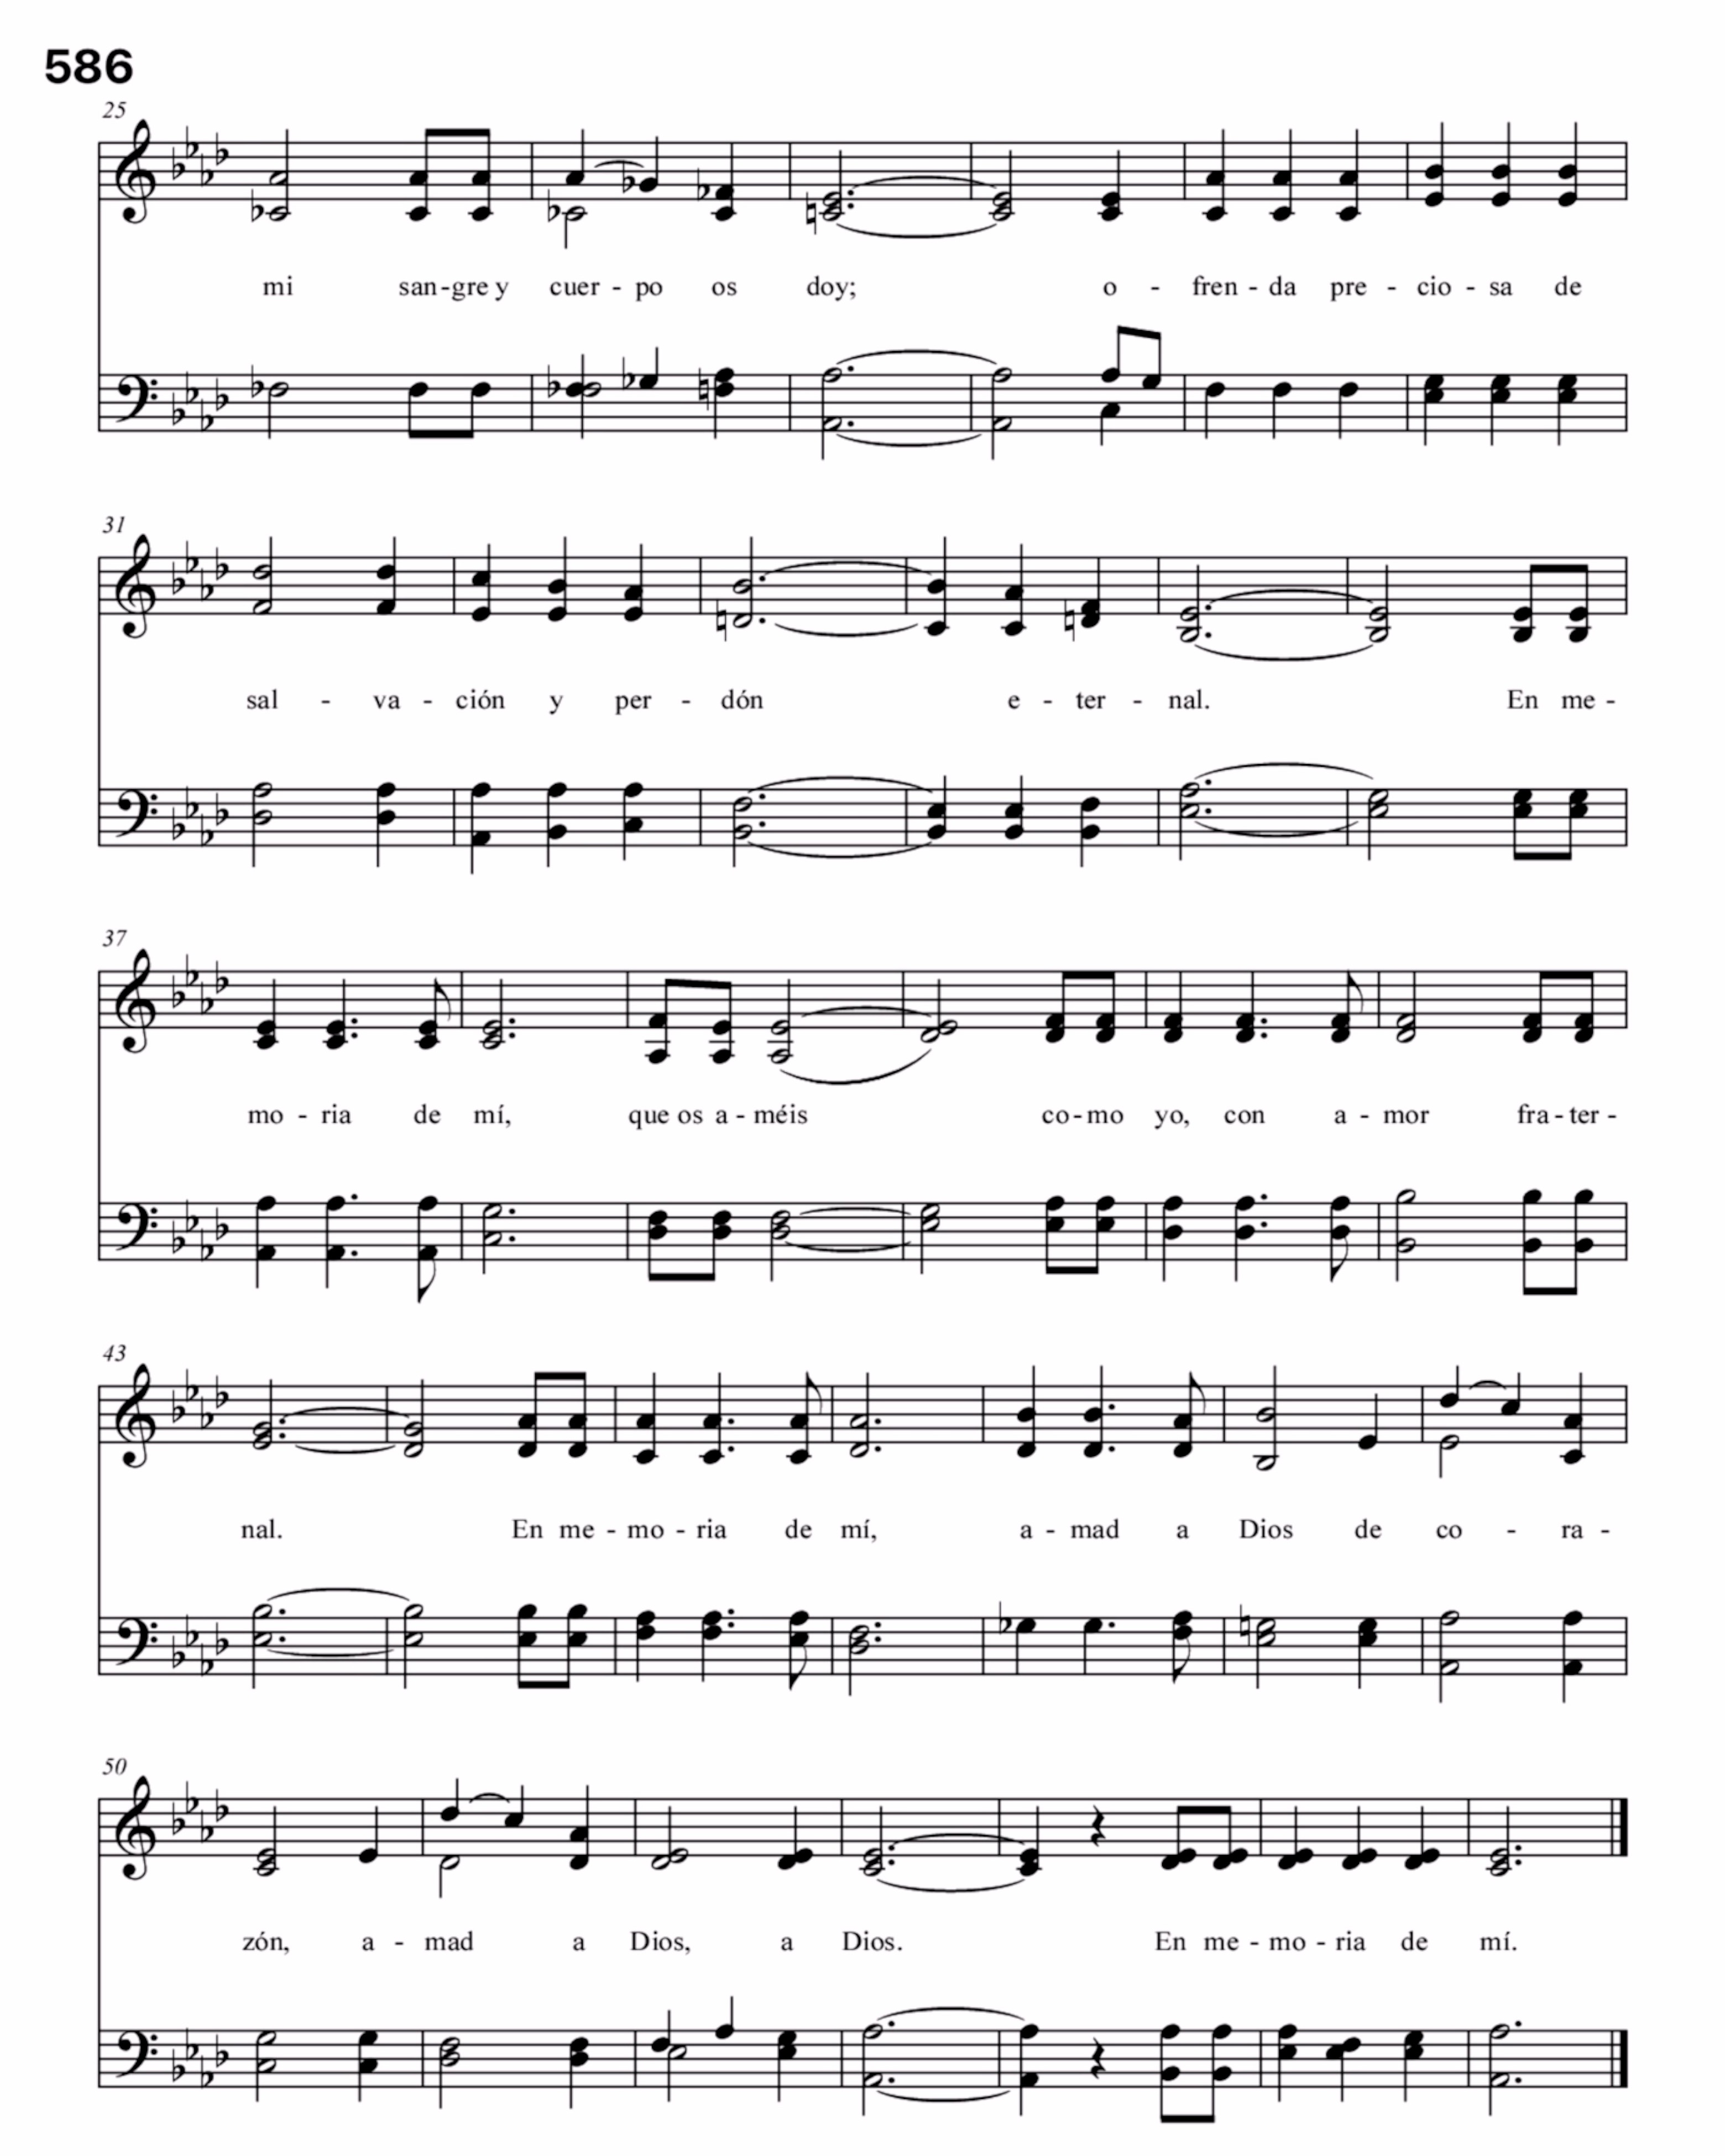 586
25
mi san-gre y cuer - po os doy; o - fren - da pre - cio - sa de
31
sal - va - ción y per - dón e - ter - nal. En me -
37
mo - ria de mí, que os a - méis co - mo yo, con a - mor fra - ter -
43
nal. En me - mo - ria de mí, a - mad a Dios de co - ra -
50
zón, a - mad a Dios, a Dios. En me - mo - ria de mí.